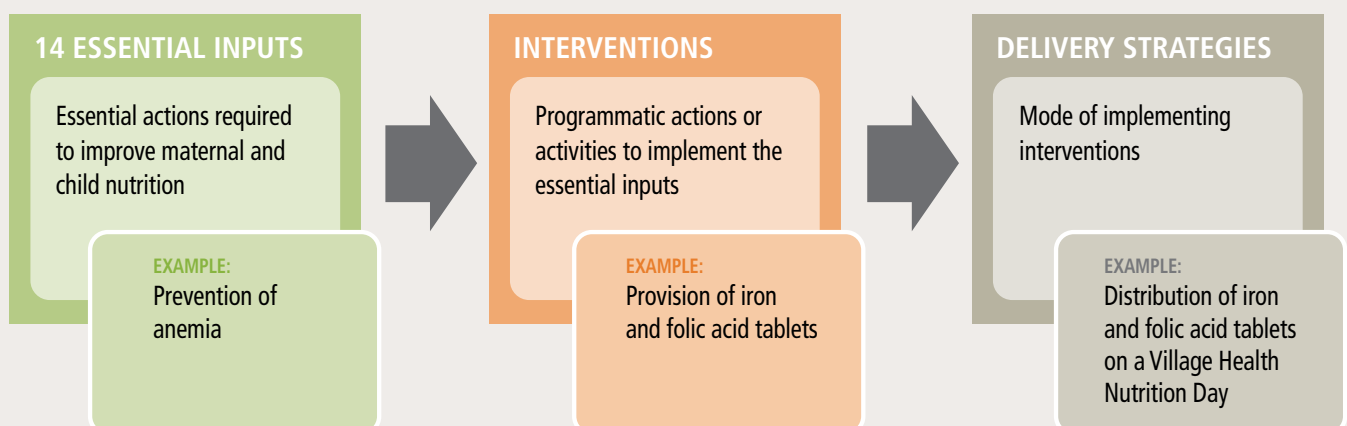 14 ESSENTIAL INPUTS
Essential actions required
to improve maternal and
child nutrition
EXAMPLE:
Prevention of
anemia
INTERVENTIONS
Programmatic actions or
activities to implement the
essential inputs
EXAMPLE:
Provision of iron
and folic acid tablets
DELIVERY STRATEGIES
Mode of implementing
interventions
EXAMPLE:
Distribution of iron
and folic acid tablets
on a Village Health
Nutrition Day